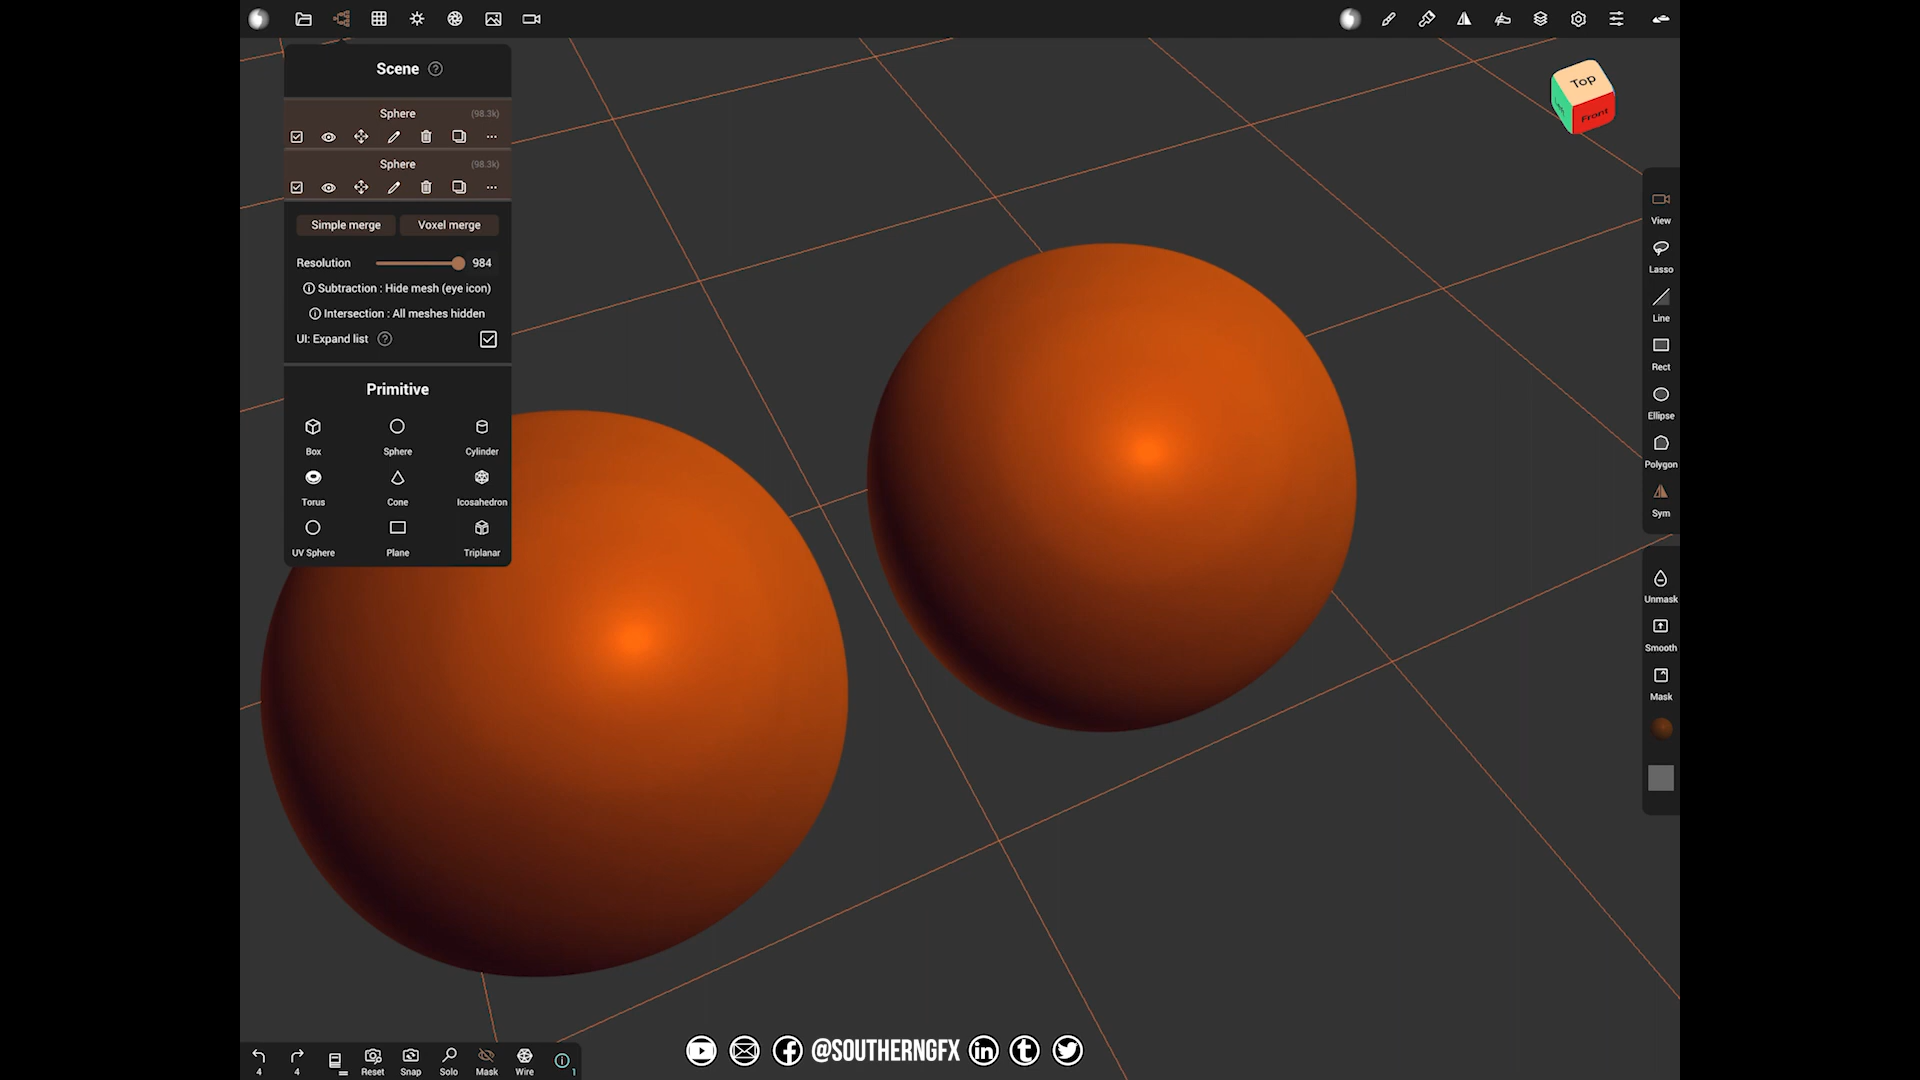 Scene
Sphere (98.3k)
Sphere (98.3k)
Simple merge Voxel merge
Resolution 984
Subtraction : Hide mesh (eye icon)
Intersection : All meshes hidden
UI: Expand list
Primitive
Box Sphere Cylinder
Torus Cone Icosahedron
UV Sphere Plane Triplanar
Top
Front
View
Lasso
Line
Rect
Ellipse
Polygon
Sym
Unmask
Smooth
Mask
4 4 Reset Snap Solo Mask Wire 1
@SOUTHERNGFX